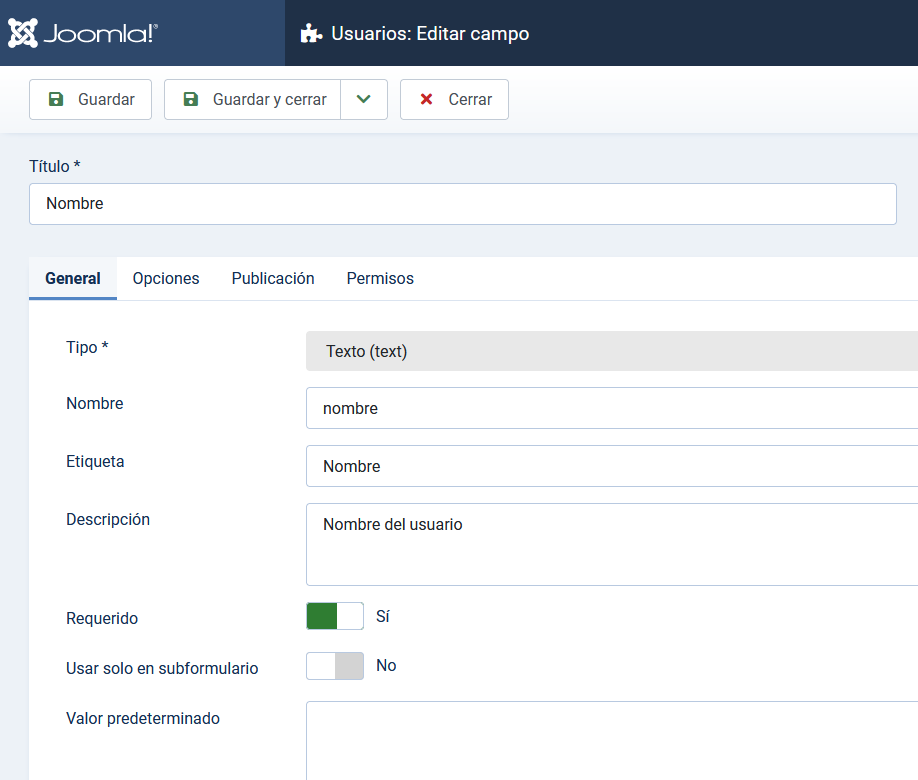 Joomla!® Usuarios: Editar campo
Guardar Guardar y cerrar Cerrar
Título *
Nombre
General Opciones Publicación Permisos
Tipo * Texto (text)
Nombre nombre
Etiqueta Nombre
Descripción Nombre del usuario
Requerido Sí
Usar solo en subformulario No
Valor predeterminado